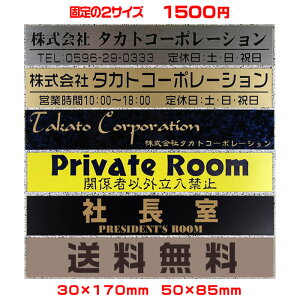 固定の2サイズ 1500円
株式会社 タカトコーポレーション
TEL.0596-29-0333 定休日:土・日・祝日
株式会社 タカトコーポレーション
営業時間10:00～18:00 定休日:土・日・祝日
Takato Corporation
株式会社タカトコーポレーション
Private Room
関係者以外立入禁止
社長室
PRESIDENT'S ROOM
送料無料
30×170mm 50×85mm